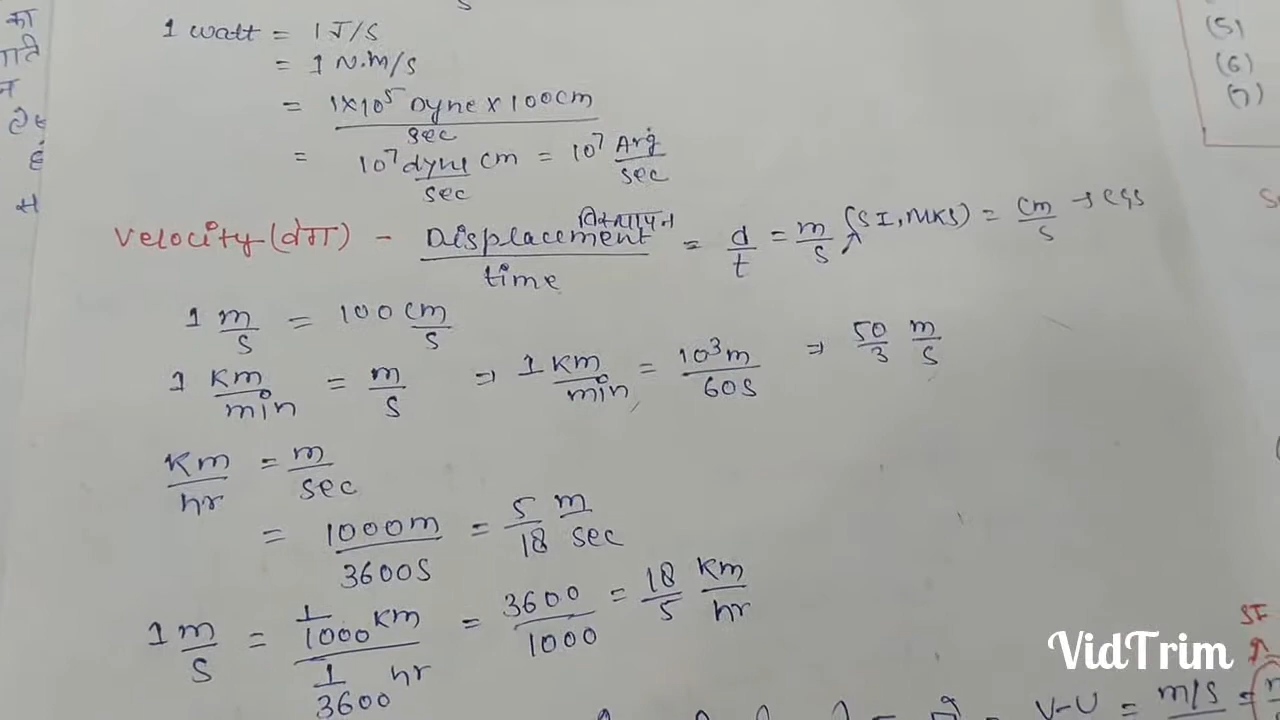 1 watt = 1J/S
= 1 N.m/s
= 1×10⁵ Dyne × 100cm / sec
= 10⁷ dyne cm / sec = 10⁷ Arg / sec
Velocity (वेग) - Displacement विस्थापन / time = d/t = m/s (SI, MKS) = cm/s → CGS
1 m/s = 100 cm/s
1 Km/min = m/s ⇒ 1 Km/min = 10³m/60s ⇒ 50/3 m/s
Km/hr = m/sec
= 1000m/3600s = 5/18 m/sec
1 m/s = 1/1000 Km / 1/3600 hr = 3600/1000 = 18/5 Km/hr
V-U = m/s
(5)
(6)
(7)
SI
का
VidTrim